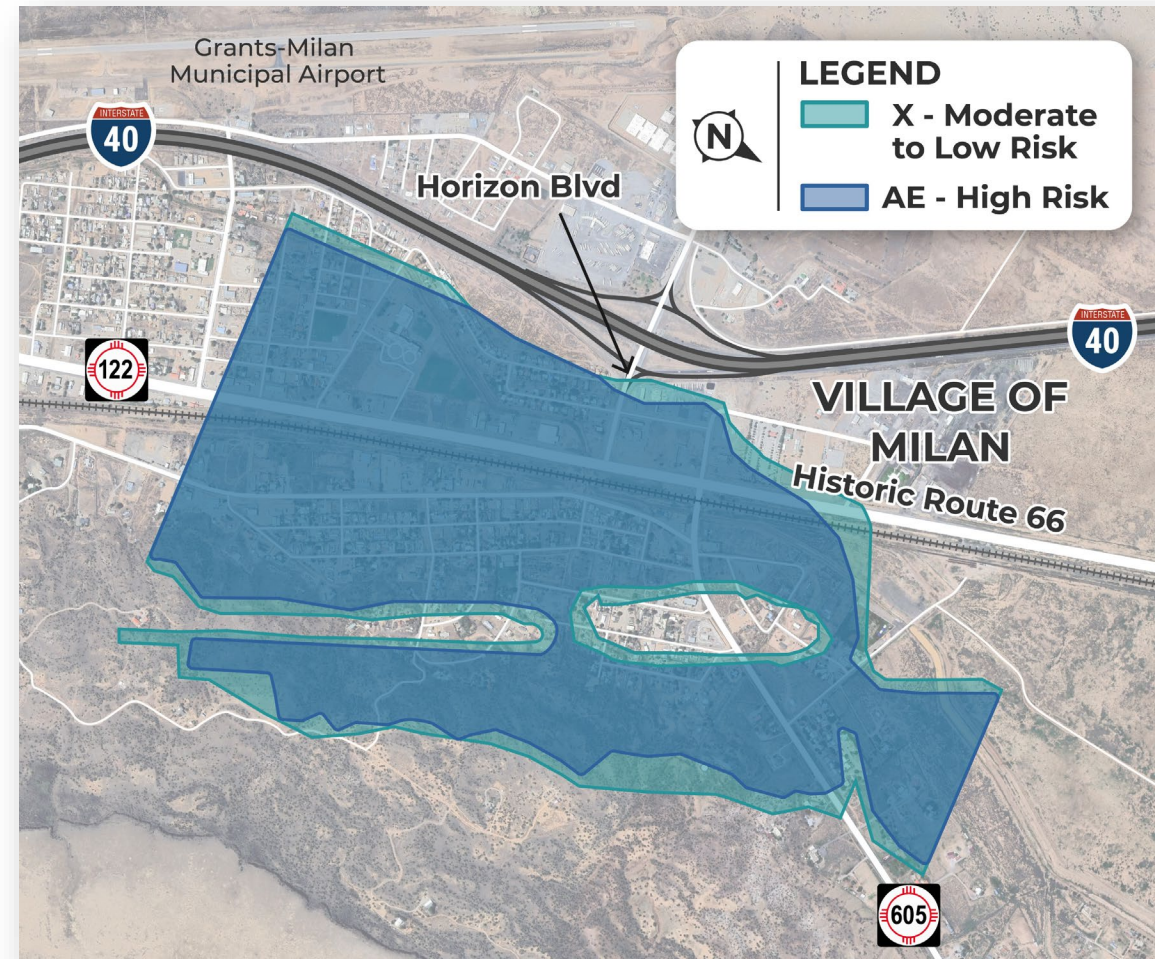 Grants-Milan
Municipal Airport
INTERSTATE
40
Horizon Blvd
N
LEGEND
X - Moderate
to Low Risk
AE - High Risk
INTERSTATE
40
122
VILLAGE OF
MILAN
Historic Route 66
605